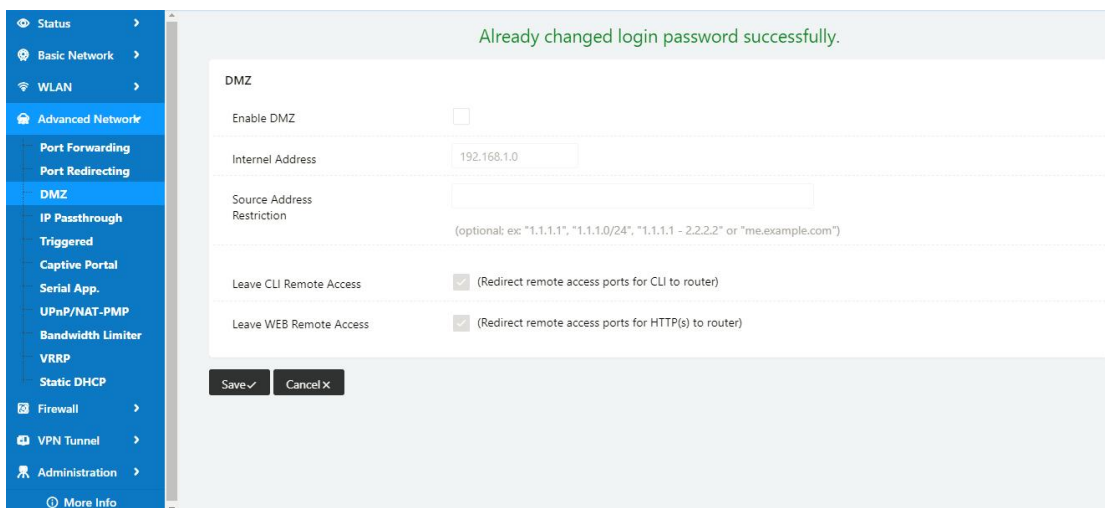 Status
Basic Network
WLAN
Advanced Network
Port Forwarding
Port Redirecting
DMZ
IP Passthrough
Triggered
Captive Portal
Serial App.
UPnP/NAT-PMP
Bandwidth Limiter
VRRP
Static DHCP
Firewall
VPN Tunnel
Administration
More Info
Already changed login password successfully.
DMZ
Enable DMZ
Internet Address
192.168.1.0
Source Address
Restriction
(optional: ex: "1.1.1.1", "1.1.1.0/24", "1.1.1.1 - 2.2.2.2" or "me.example.com")
Leave CLI Remote Access
(Redirect remote access ports for CLI to router)
Leave WEB Remote Access
(Redirect remote access ports for HTTP(s) to router)
Save
Cancel